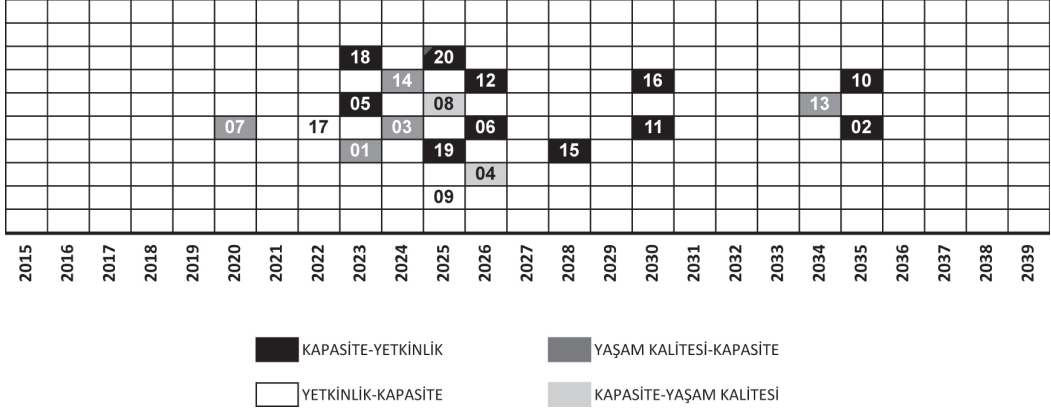 18 20
14 12 16 10
05 08 13
07 17 03 06 11 02
01 19 15
04
09
2015 2016 2017 2018 2019 2020 2021 2022 2023 2024 2025 2026 2027 2028 2029 2030 2031 2032 2033 2034 2035 2036 2037 2038 2039
KAPASİTE-YETKİNLİK YAŞAM KALİTESİ-KAPASİTE
YETKİNLİK-KAPASİTE KAPASİTE-YAŞAM KALİTESİ